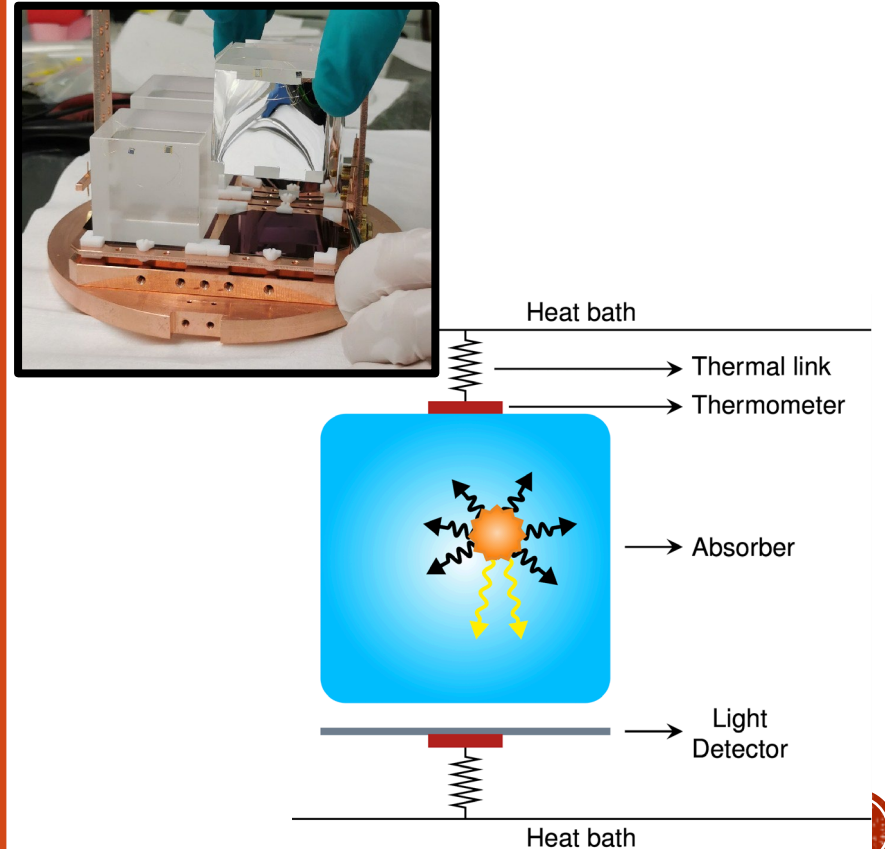 Heat bath
Thermal link
Thermometer
Absorber
Light
Detector
Heat bath